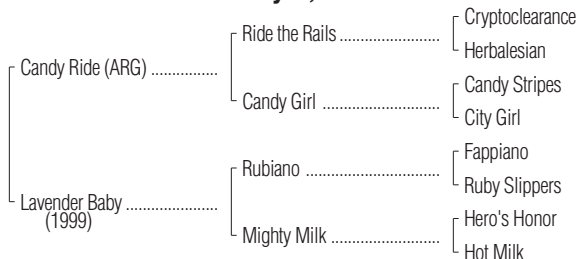 Cryptoclearance
Ride the Rails ....................
Herbalesian
Candy Ride (ARG) .............
Candy Stripes
Candy Girl .......................
City Girl
Fappiano
Rubiano ..........................
Ruby Slippers
Lavender Baby ..................
(1999)
Hero's Honor
Mighty Milk .....................
Hot Milk